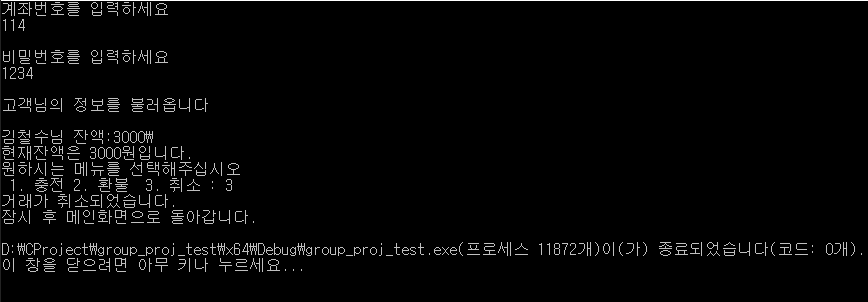 계좌번호를 입력하세요
114
비밀번호를 입력하세요
1234
고객님의 정보를 불러옵니다
김철수님 잔액:3000₩
현재잔액은 3000원입니다.
원하시는 메뉴를 선택해주십시오
1. 충전 2. 환불  3. 취소 : 3
거래가 취소되었습니다.
잠시 후 메인화면으로 돌아갑니다.
D:₩CProject₩group_proj_test₩x64₩Debug₩group_proj_test.exe(프로세스 11872개)이(가) 종료되었습니다(코드: 0개).
이 창을 닫으려면 아무 키나 누르세요...